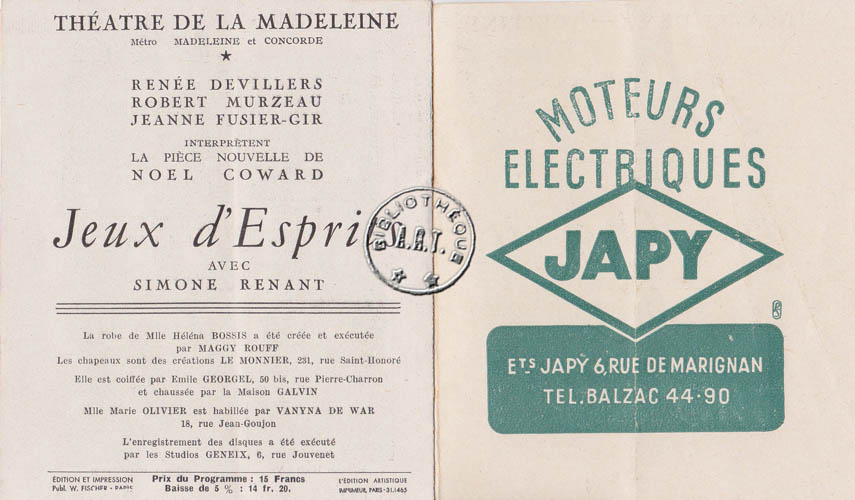 THÉATRE DE LA MADELEINE
Métro MADELEINE et CONCORDE
RENÉE DEVILLERS
ROBERT MURZEAU
JEANNE FUSIER-GIR
INTERPRÈTENT
LA PIÈCE NOUVELLE DE
NOEL COWARD
Jeux d'Esprit
AVEC
SIMONE RENANT
La robe de Mlle Héléna BOSSIS a été créée et exécutée
par MAGGY ROUFF
Les chapeaux sont des créations LE MONNIER, 231, rue Saint-Honoré
Elle est coiffée par Emile GEORGEL, 50 bis, rue Pierre-Charron
et chaussée par la Maison GALVIN
Mlle Marie OLIVIER est habillée par VANYNA DE WAR
18, rue Jean-Goujon
L'enregistrement des disques a été exécuté
par les Studios GENEIX, 6, rue Jouvenet
ÉDITION ET IMPRESSION
Publ. W. FISCHER - PARIS
Prix du Programme : 15 Francs
Baisse de 5 % : 14 fr. 20.
L'ÉDITION ARTISTIQUE
IMPRIMEUR, PARIS - 31.1465
BIBLIOTHÈQUE
A.R.T.
MOTEURS
ELECTRIQUES
JAPY
ETS JAPY 6, RUE DE MARIGNAN
TEL. BALZAC 44-90